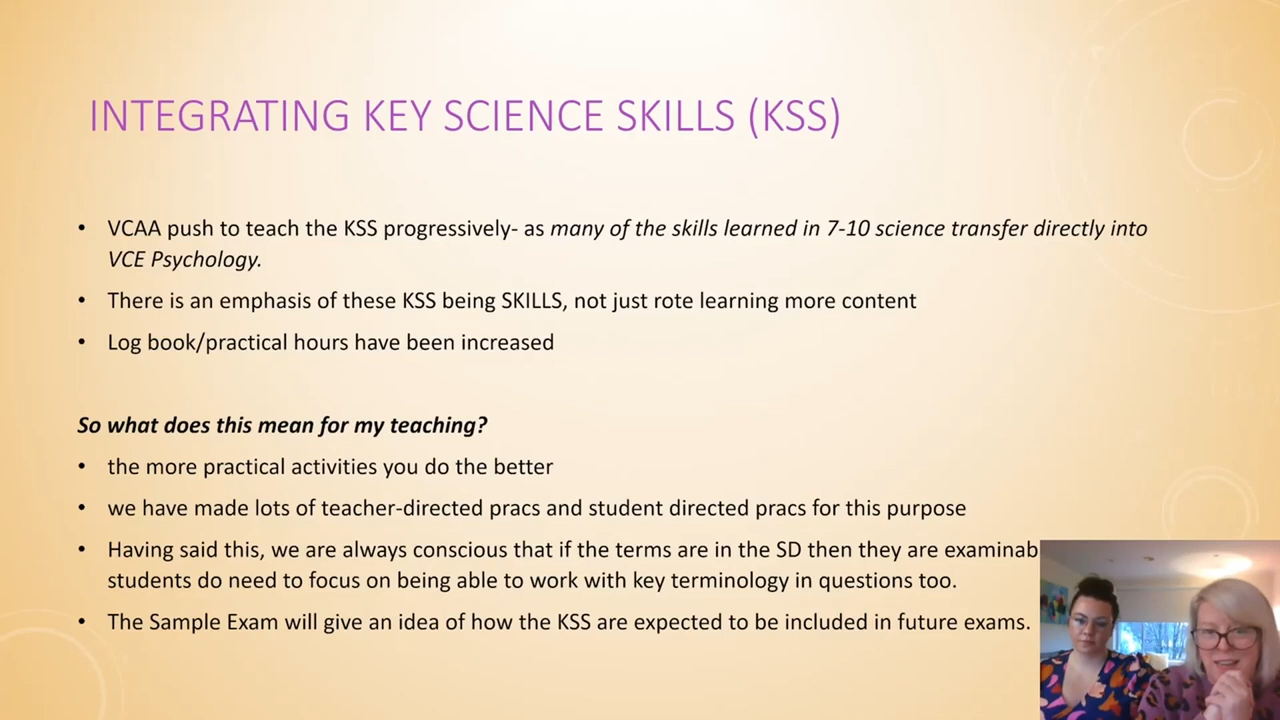 INTEGRATING KEY SCIENCE SKILLS (KSS)
• VCAA push to teach the KSS progressively- as many of the skills learned in 7-10 science transfer directly into
VCE Psychology.
• There is an emphasis of these KSS being SKILLS, not just rote learning more content
• Log book/practical hours have been increased
So what does this mean for my teaching?
• the more practical activities you do the better
• we have made lots of teacher-directed pracs and student directed pracs for this purpose
• Having said this, we are always conscious that if the terms are in the SD then they are
students do need to focus on being able to work with key terminology in questions too.
• The Sample Exam will give an idea of how the KSS are expected to be included in future exams.